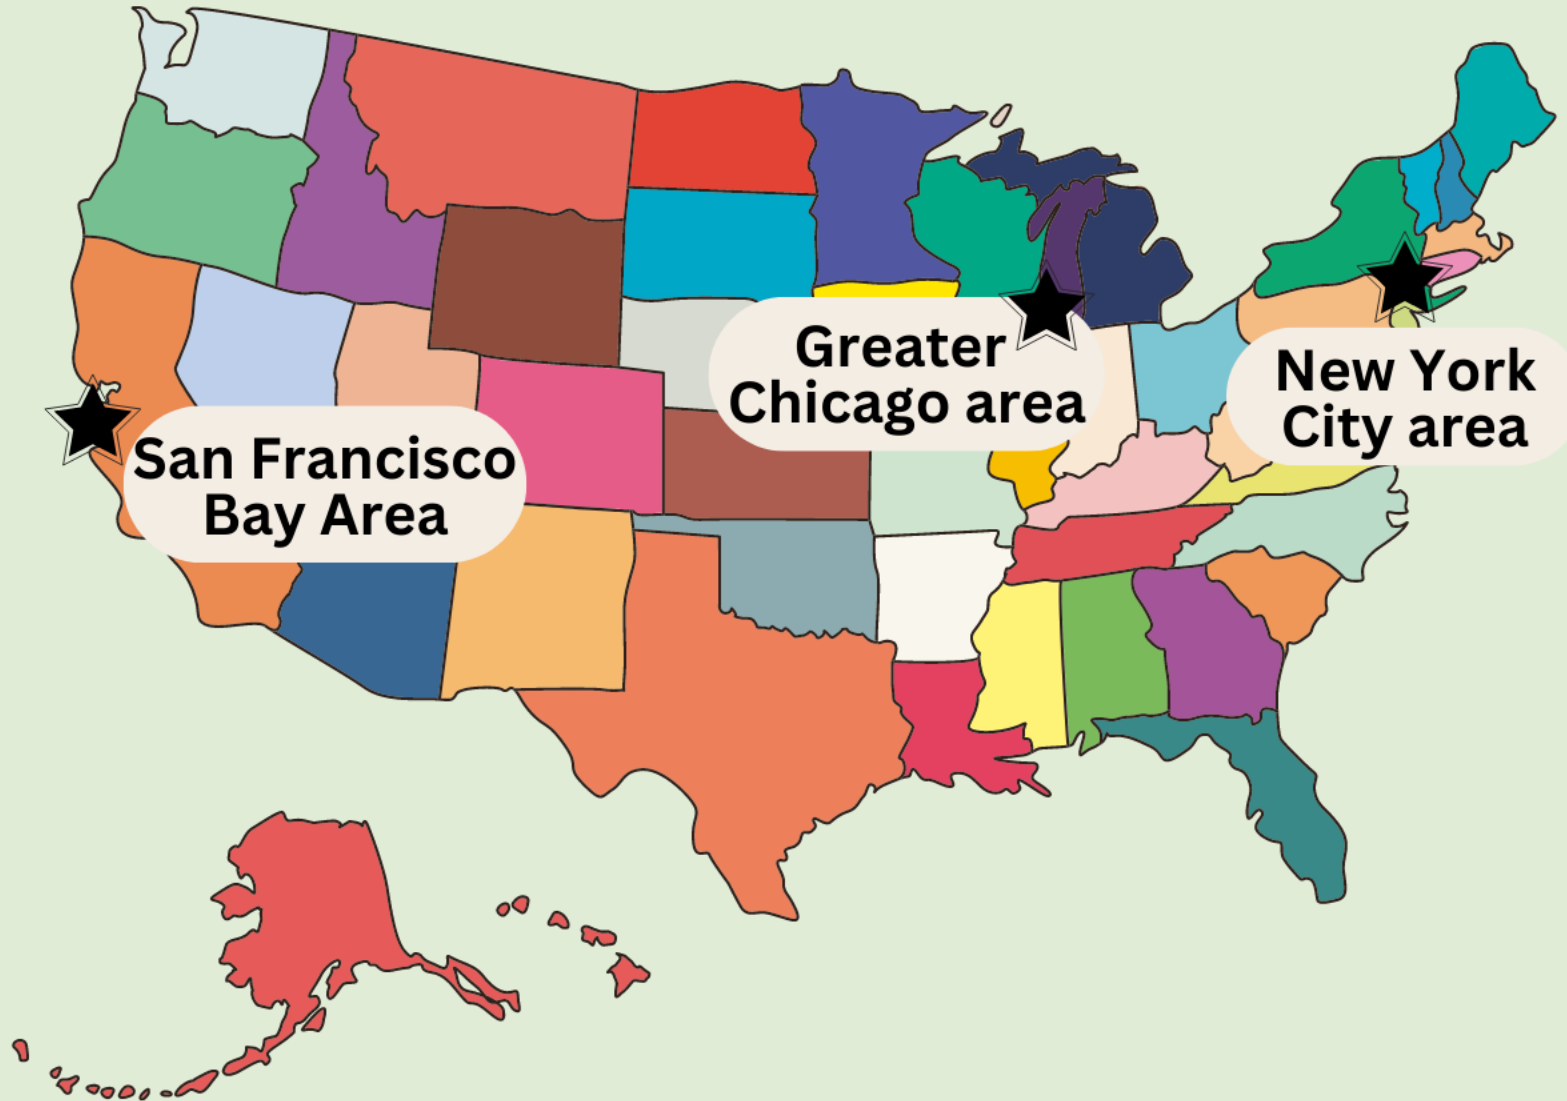 Greater
Chicago area
New York
City area
San Francisco
Bay Area